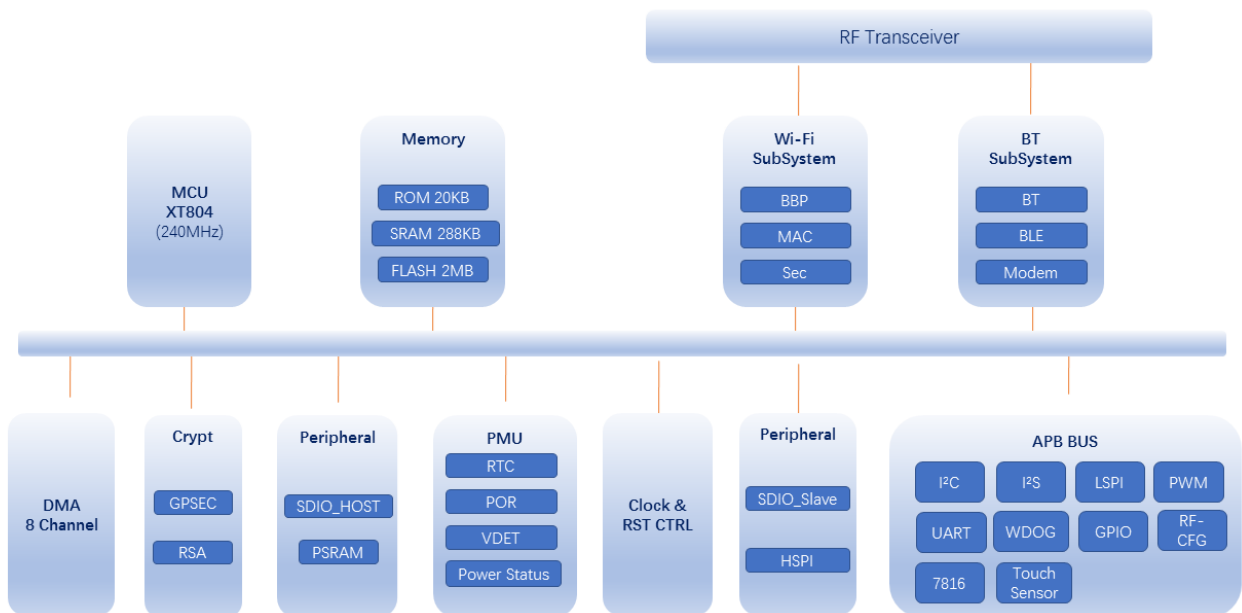 RF Transceiver
MCU
XT804
(240MHz)
Memory
ROM 20KB
SRAM 288KB
FLASH 2MB
Wi-Fi
SubSystem
BBP
MAC
Sec
BT
SubSystem
BT
BLE
Modem
DMA
8 Channel
Crypt
GPSEC
RSA
Peripheral
SDIO_HOST
PSRAM
PMU
RTC
POR
VDET
Power Status
Clock &
RST CTRL
Peripheral
SDIO_Slave
HSPI
APB BUS
I²C
I²S
LSPI
PWM
UART
WDOG
GPIO
RF-
CFG
7816
Touch
Sensor